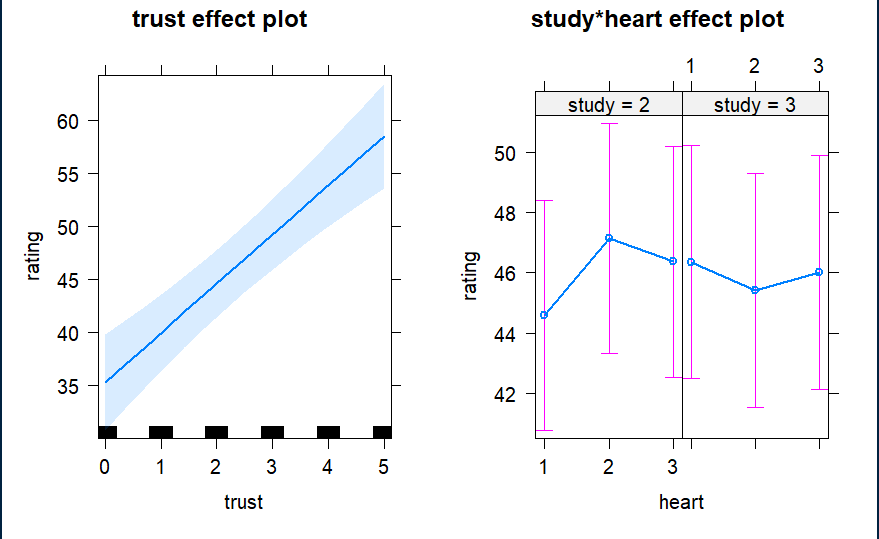 trust effect plot
rating
60
55
50
45
40
35
0 1 2 3 4 5
trust
study*heart effect plot
1 2 3
study = 2 study = 3
rating
50
48
46
44
42
1 2 3
heart